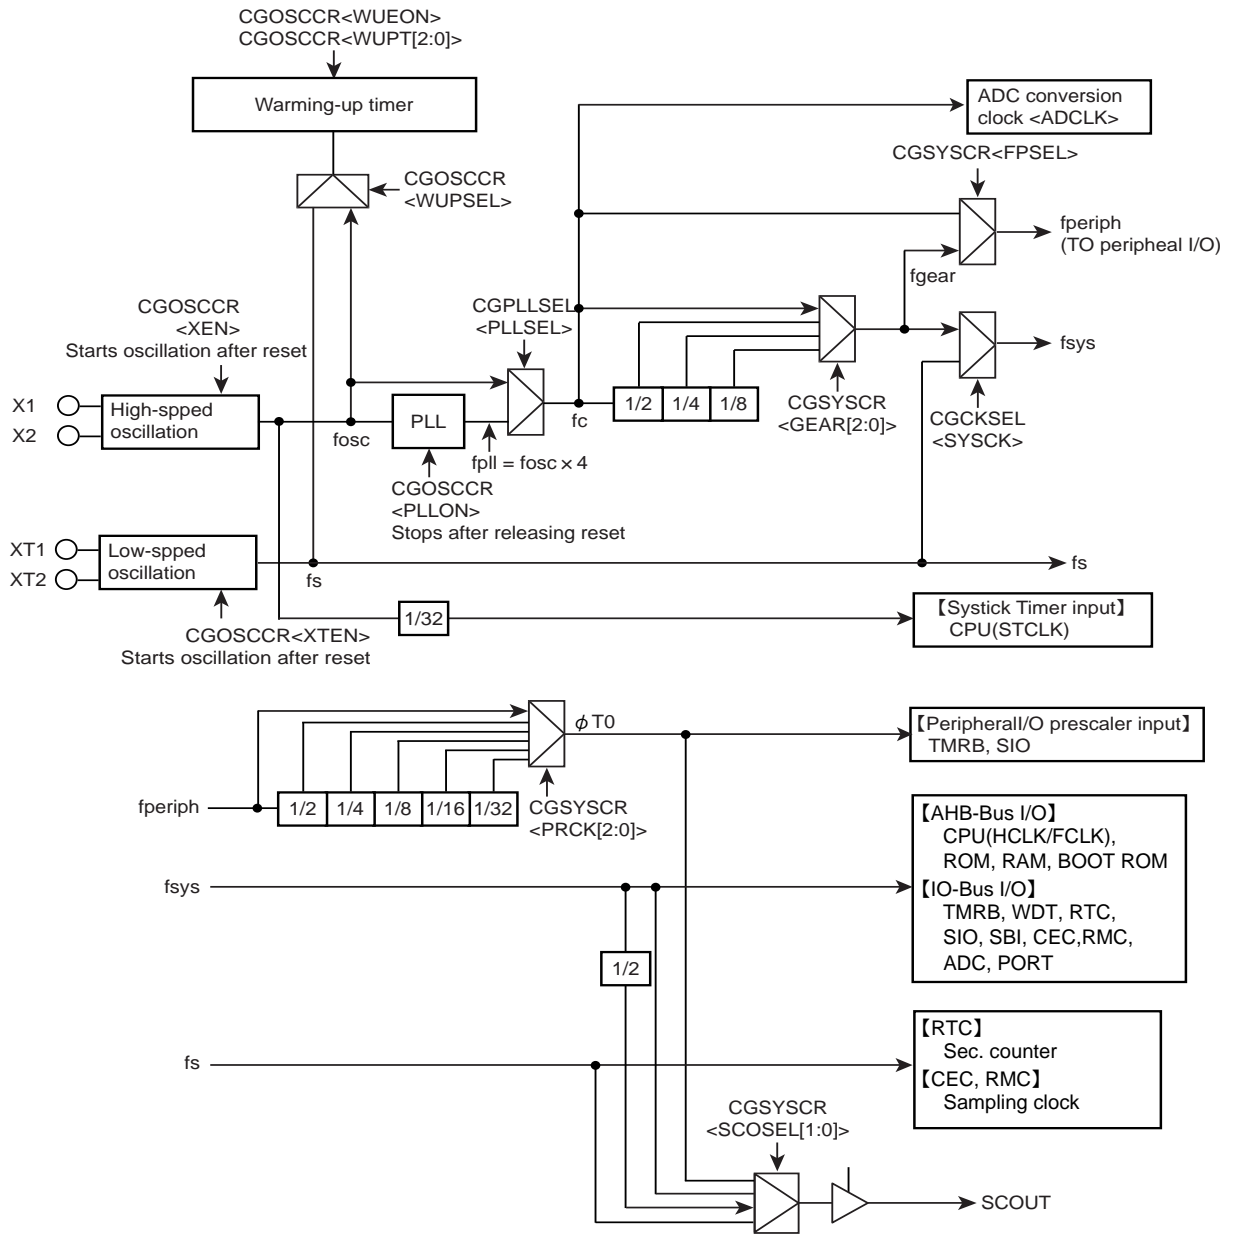 CGOSCCR<WUEON>
CGOSCCR<WUPT[2:0]>
Warming-up timer
ADC conversion
clock <ADCLK>
CGSYSCR<FPSEL>
CGOSCCR
<WUPSEL>
fperiph
(TO peripheal I/O)
fgear
CGOSCCR
<XEN>
Starts oscillation after reset
CGPLLSEL
<PLLSEL>
fsys
X1
X2
High-spped
oscillation
fosc
PLL
fc
1/2
1/4
1/8
CGSYSCR
<GEAR[2:0]>
CGCKSEL
<SYSCK>
fpll = fosc × 4
CGOSCCR
<PLLON>
Stops after releasing reset
XT1
XT2
Low-spped
oscillation
fs
fs
CGOSCCR<XTEN>
Starts oscillation after reset
1/32
【Systick Timer input】
CPU(STCLK)
ϕT0
【PeripheralI/O prescaler input】
TMRB, SIO
fperiph
1/2
1/4
1/8
1/16
1/32
CGSYSCR
<PRCK[2:0]>
【AHB-Bus I/O】
CPU(HCLK/FCLK),
ROM, RAM, BOOT ROM
【IO-Bus I/O】
TMRB, WDT, RTC,
SIO, SBI, CEC,RMC,
ADC, PORT
fsys
1/2
fs
【RTC】
Sec. counter
【CEC, RMC】
Sampling clock
CGSYSCR
<SCOSEL[1:0]>
SCOUT